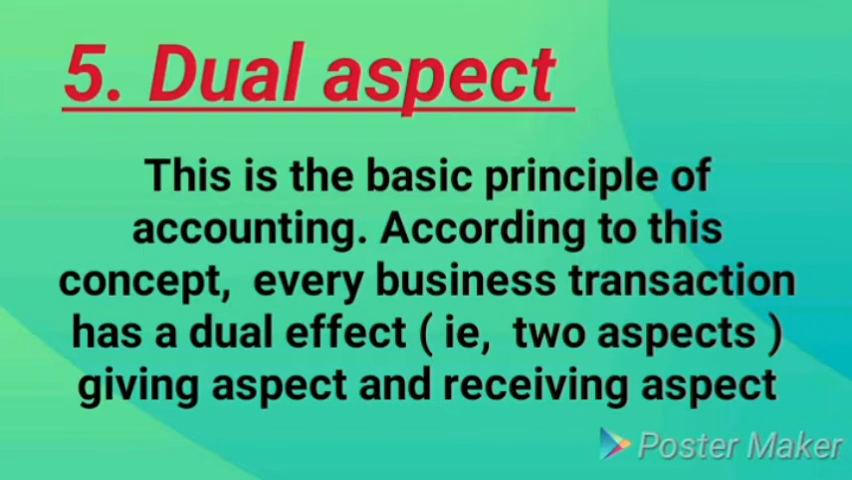 5. Dual aspect
This is the basic principle of
accounting. According to this
concept, every business transaction
has a dual effect ( ie, two aspects )
giving aspect and receiving aspect
Poster Maker